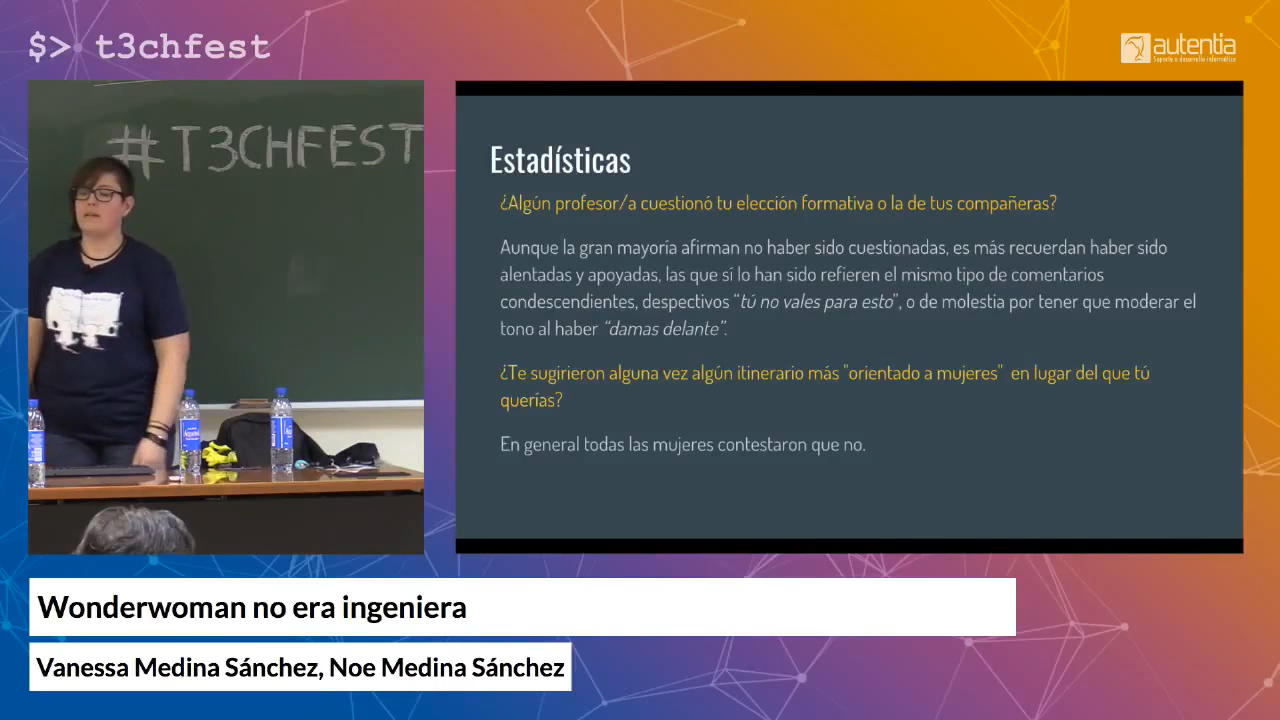 $> t3chfest
autentia
Soporte a desarrollo informático
#T3CHFEST
Estadísticas
¿Algún profesor/a cuestionó tu elección formativa o la de tus compañeras?
Aunque la gran mayoría afirman no haber sido cuestionadas, es más recuerdan haber sido
alentadas y apoyadas, las que sí lo han sido refieren el mismo tipo de comentarios
condescendientes, despectivos “tú no vales para esto”, o de molestia por tener que moderar el
tono al haber “damas delante”.
¿Te sugirieron alguna vez algún itinerario más "orientado a mujeres" en lugar del que tú
querías?
En general todas las mujeres contestaron que no.
Wonderwoman no era ingeniera
Vanessa Medina Sánchez, Noe Medina Sánchez